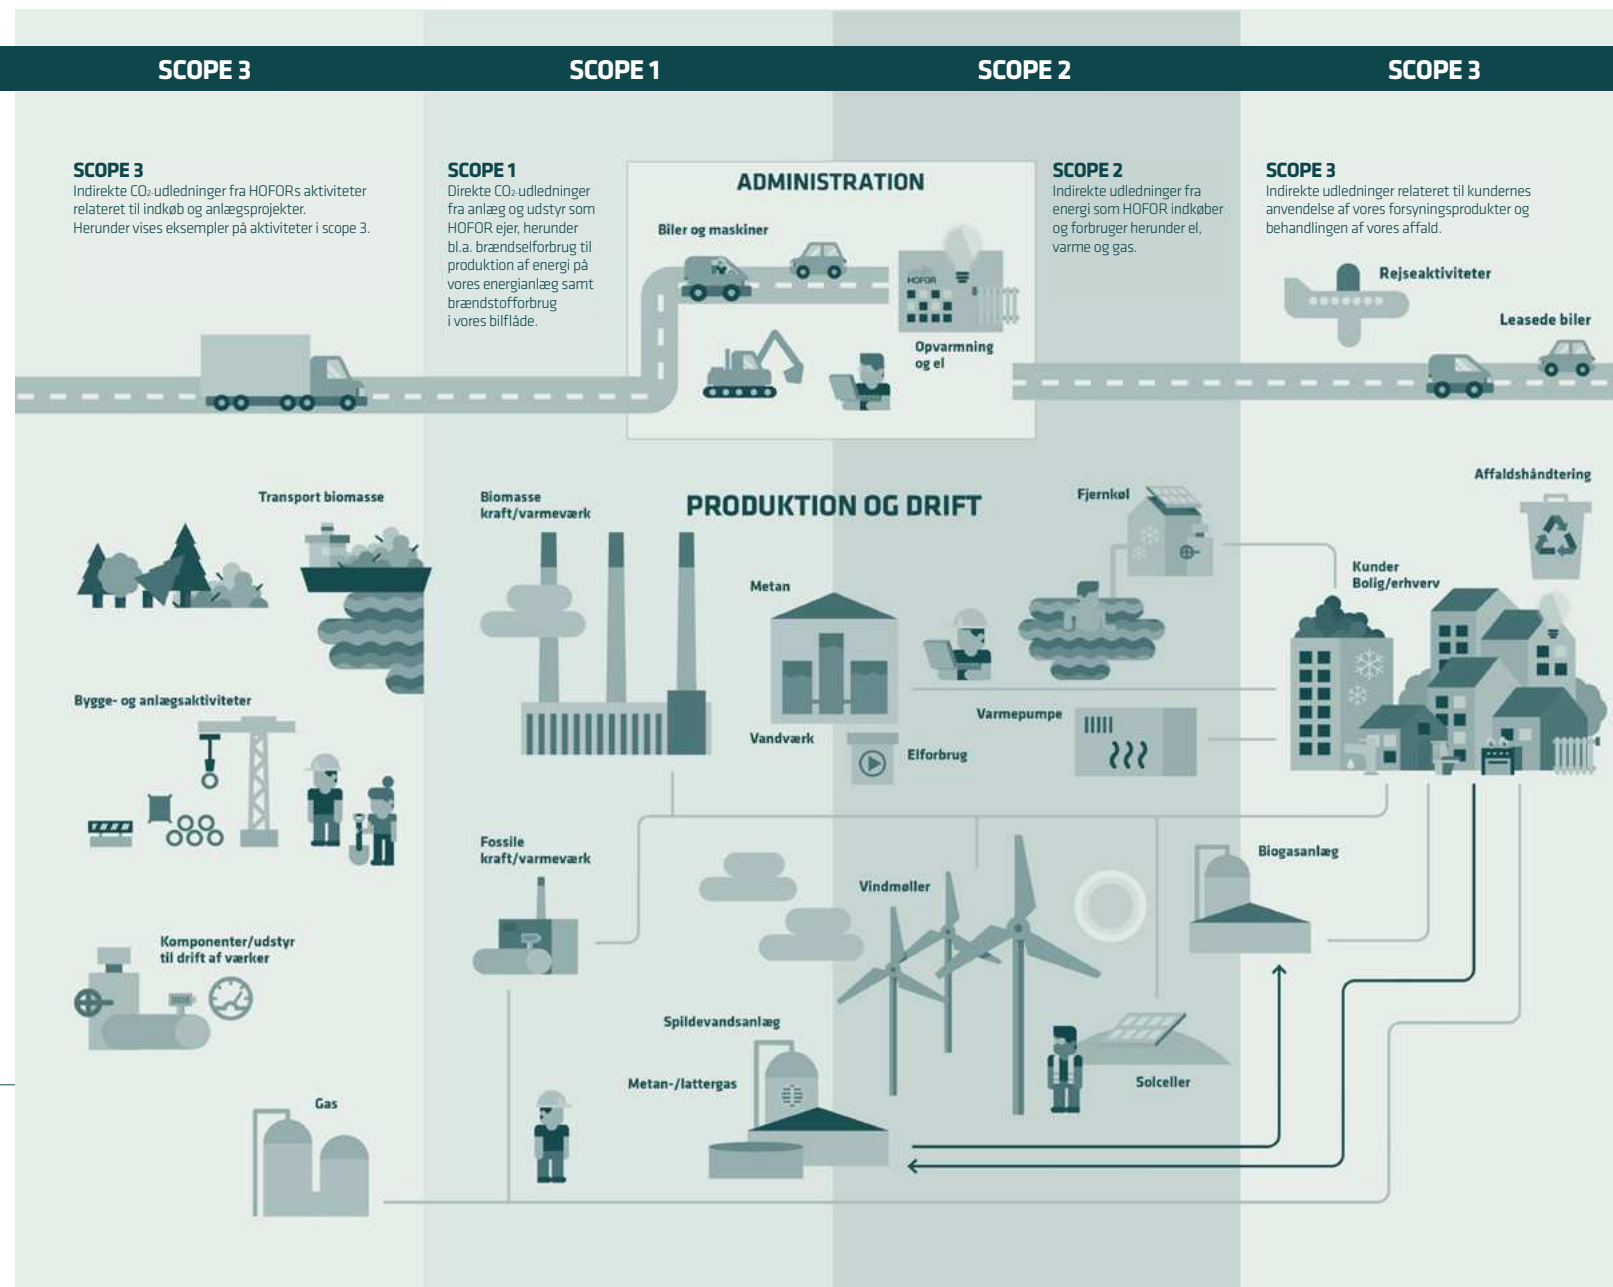 SCOPE 3
SCOPE 1
SCOPE 2
SCOPE 3
SCOPE 3
Indirekte CO2-udledninger fra HOFORs aktiviteter
relateret til indkøb og anlægsprojekter.
Herunder vises eksempler på aktiviteter i scope 3.
SCOPE 1
Direkte CO2-udledninger
fra anlæg og udstyr som
HOFOR ejer, herunder
bl.a. brændselforbrug til
produktion af energi på
vores energianlæg samt
brændstofforbrug
i vores bilflåde.
ADMINISTRATION
Biler og maskiner
HOFOR
Opvarmning
og el
SCOPE 2
Indirekte udledninger fra
energi som HOFOR indkøber
og forbruger herunder el,
varme og gas.
SCOPE 3
Indirekte udledninger relateret til kundernes
anvendelse af vores forsyningsprodukter og
behandlingen af vores affald.
Rejseaktiviteter
Leasede biler
Transport biomasse
Biomasse
kraft/varmeværk
PRODUKTION OG DRIFT
Fjernkøl
Affaldshåndtering
Metan
Kunder
Bolig/erhverv
Bygge- og anlægsaktiviteter
Vandværk
Elforbrug
Varmepumpe
Fossile
kraft/varmeværk
Vindmøller
Biogasanlæg
Komponenter/udstyr
til drift af værker
Spildevandsanlæg
Metan-/lattergas
Solceller
Gas